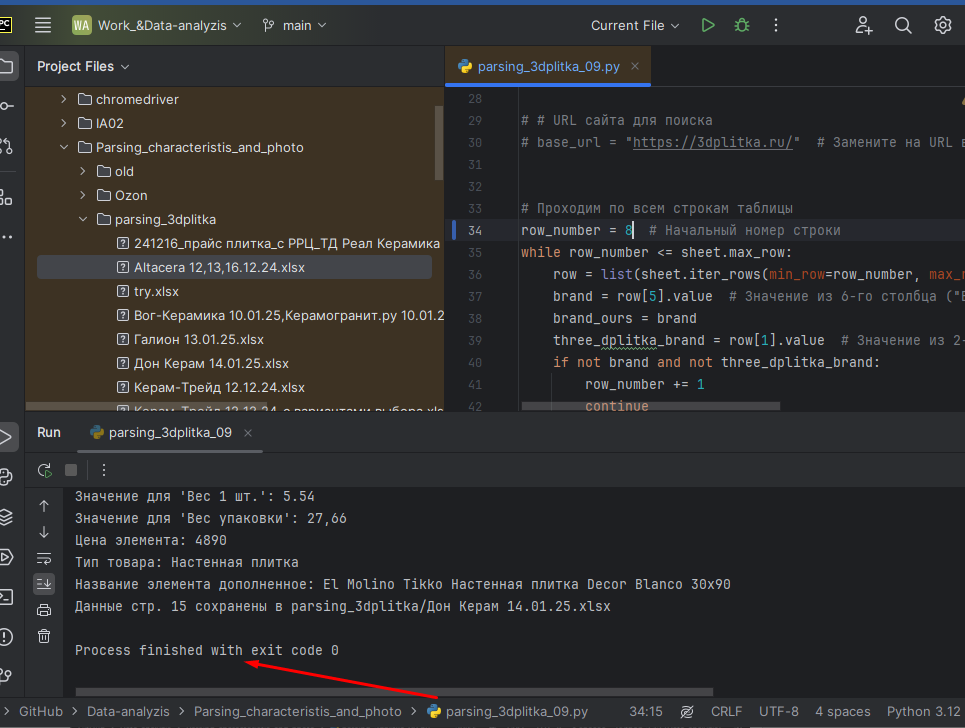 PC
WA Work_&Data-analyzis main Current File
Project Files
chromedriver
IA02
Parsing_characteristis_and_photo
old
Ozon
parsing_3dplitka
241216_прайс плитка_с РРЦ_ТД Реал Керамика
Altacera 12,13,16.12.24.xlsx
try.xlsx
Вог-Керамика 10.01.25,Керамогранит.ру 10.01.2
Галион 13.01.25.xlsx
Дон Керам 14.01.25.xlsx
Керам-Трейд 12.12.24.xlsx
Керам-Трейд 12.12.24_с вариантами выбора.xls
parsing_3dplitka_09.py
28
29 # # URL сайта для поиска
30 # base_url = "https://3dplitka.ru/" # Замените на URL
31
32
33 # Проходим по всем строкам таблицы
34 row_number = 8 # Начальный номер строки
35 while row_number <= sheet.max_row:
36 row = list(sheet.iter_rows(min_row=row_number, max_r
37 brand = row[5].value # Значение из 6-го столбца ("
38 brand_ours = brand
39 three_dplitka_brand = row[1].value # Значение из 2-
40 if not brand and not three_dplitka_brand:
41 row_number += 1
42 continue
Run parsing_3dplitka_09
Значение для 'Вес 1 шт.': 5.54
Значение для 'Вес упаковки': 27,66
Цена элемента: 4890
Тип товара: Настенная плитка
Название элемента дополненное: El Molino Tikko Настенная плитка Decor Blanco 30x90
Данные стр. 15 сохранены в parsing_3dplitka/Дон Керам 14.01.25.xlsx
Process finished with exit code 0
GitHub > Data-analyzis > Parsing_characteristis_and_photo > parsing_3dplitka_09.py 34:15 CRLF UTF-8 4 spaces Python 3.12